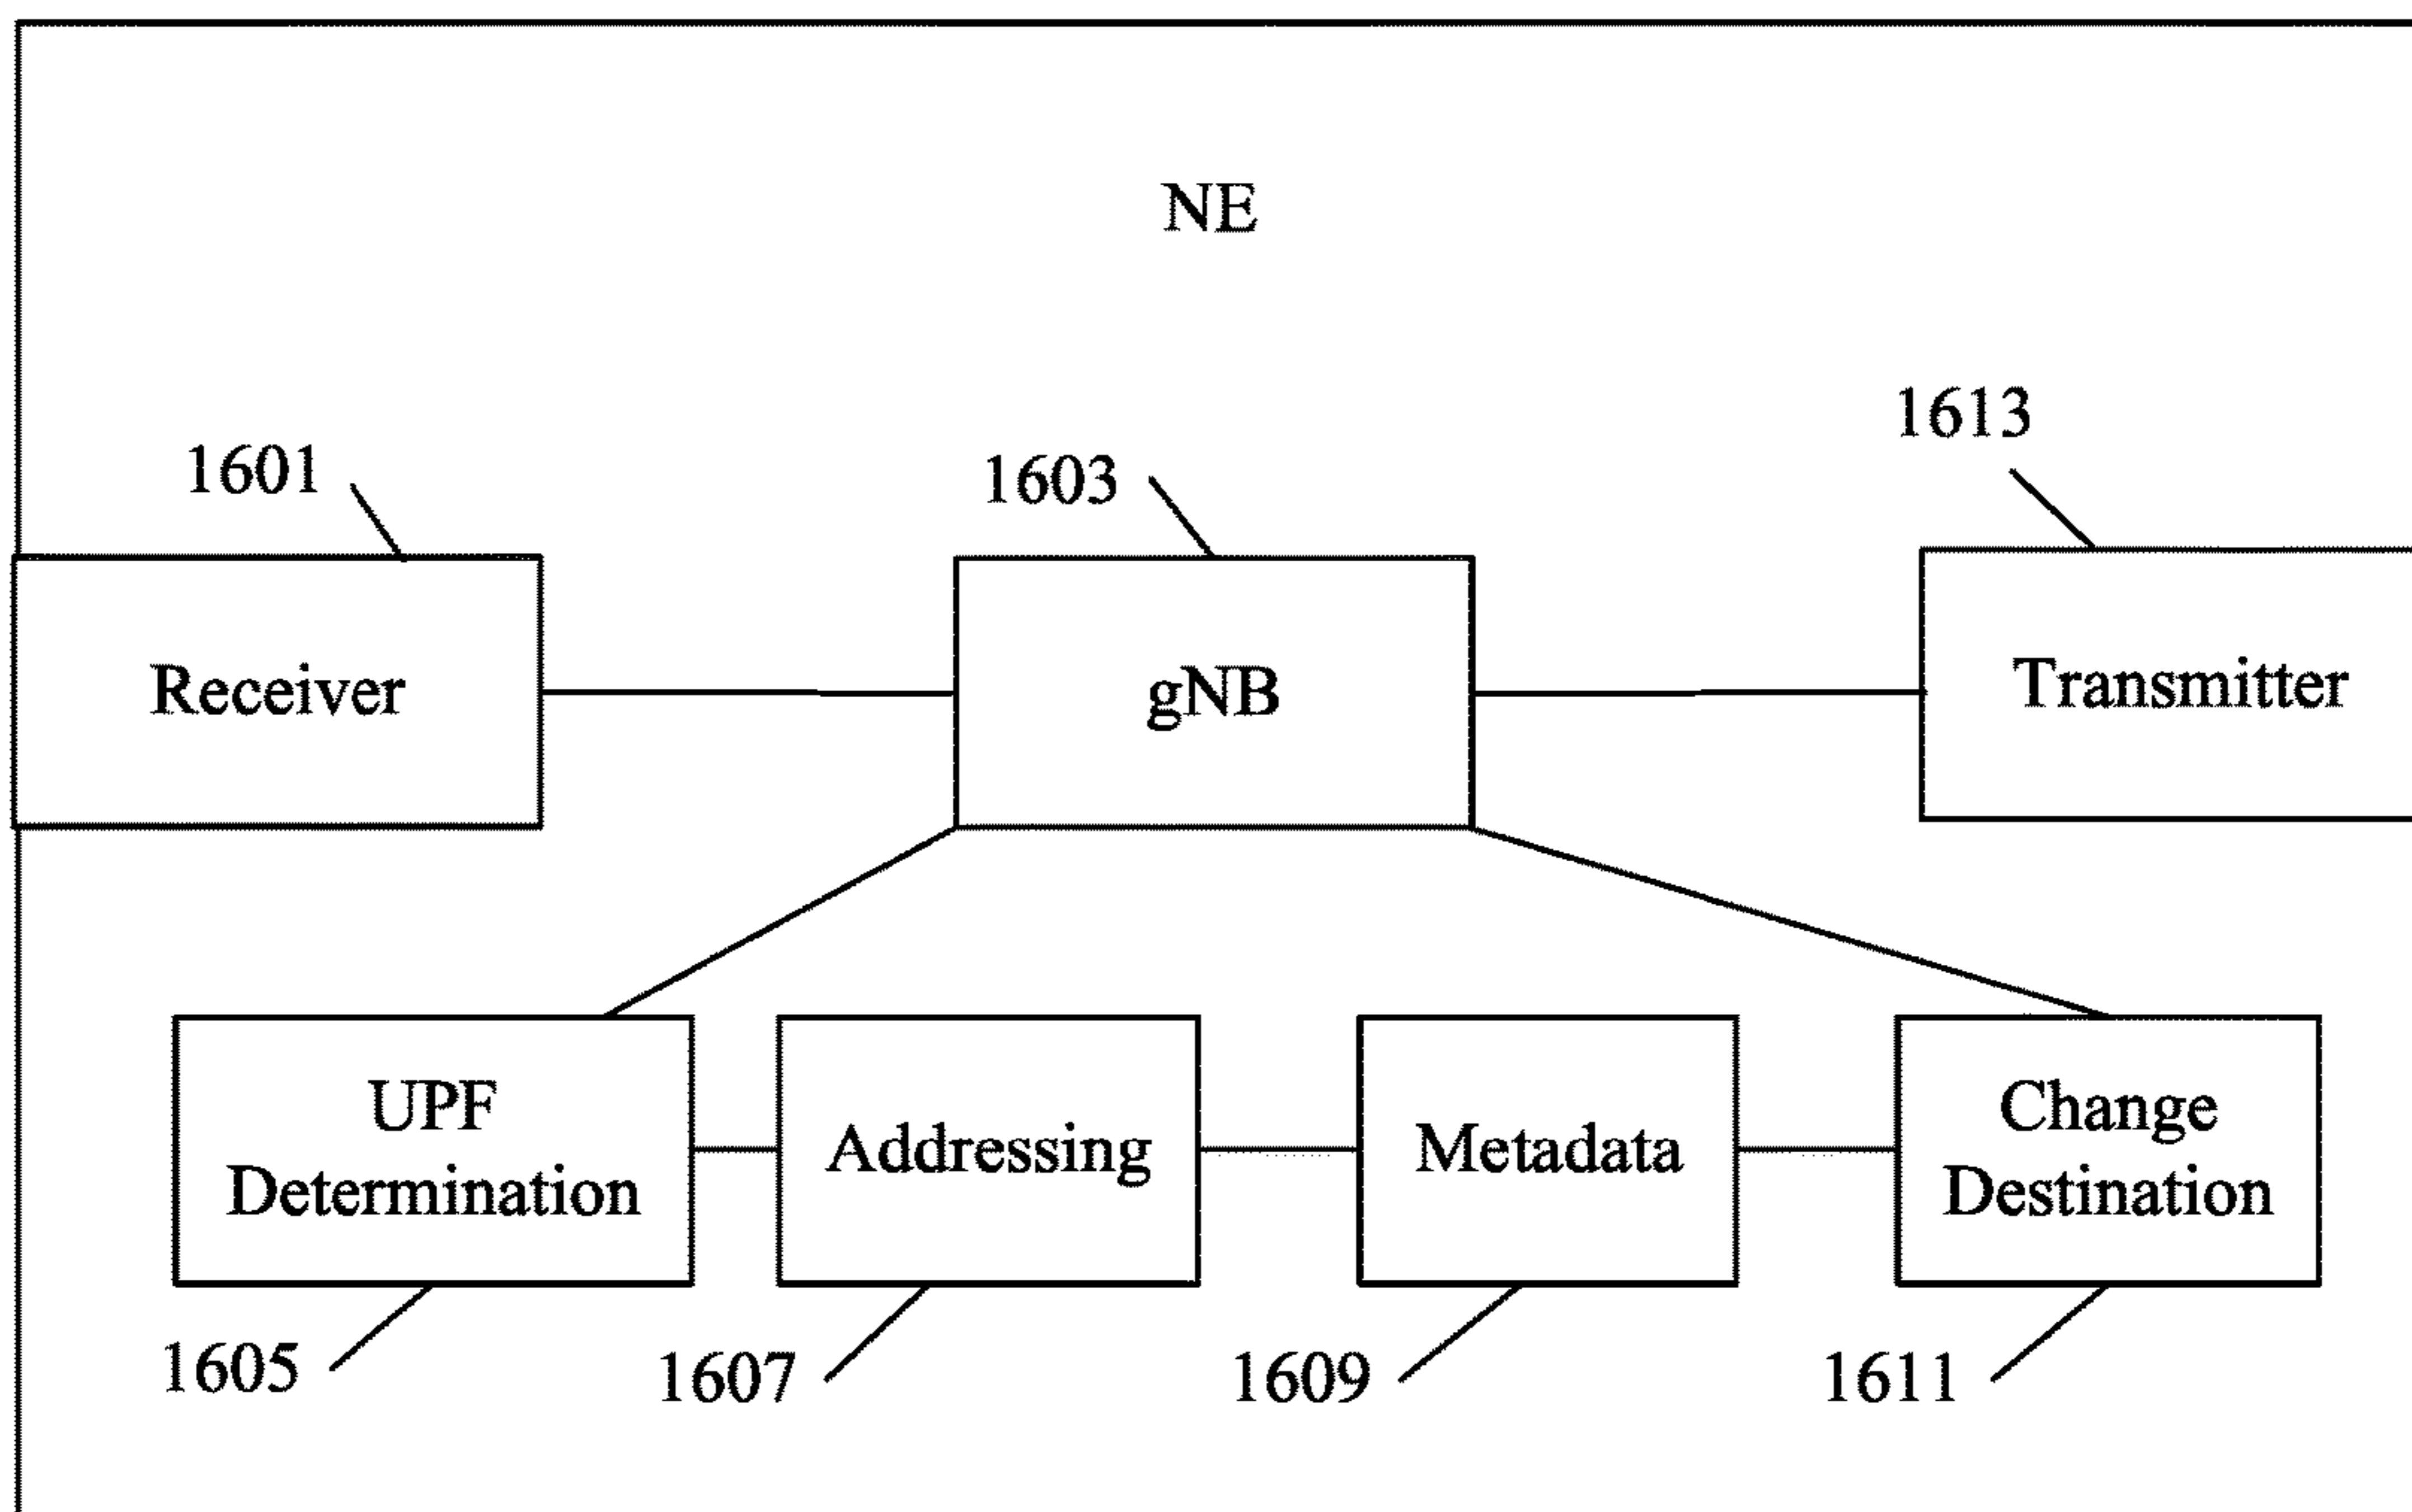 NE
1601
1603
1613
Receiver
gNB
Transmitter
UPF
Determination
Addressing
Metadata
Change
Destination
1605
1607
1609
1611